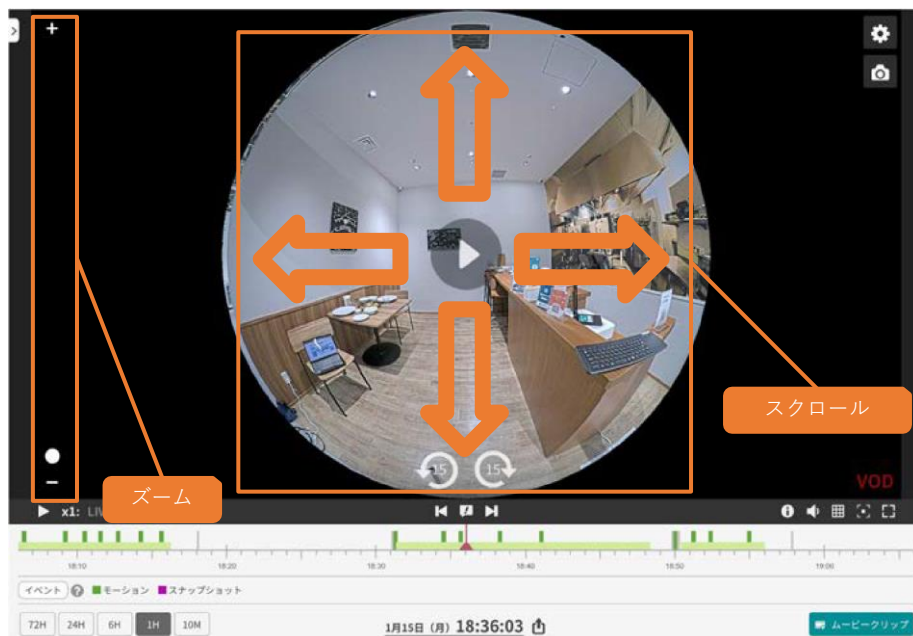 スクロール
15 15
VOD
ズーム
x1:
18:10 18:20 18:30 18:40 18:50 19:00
イベント モーション スナップショット
72H 24H 6H 1H 10M 1月15日 (月) 18:36:03 ムービークリップ